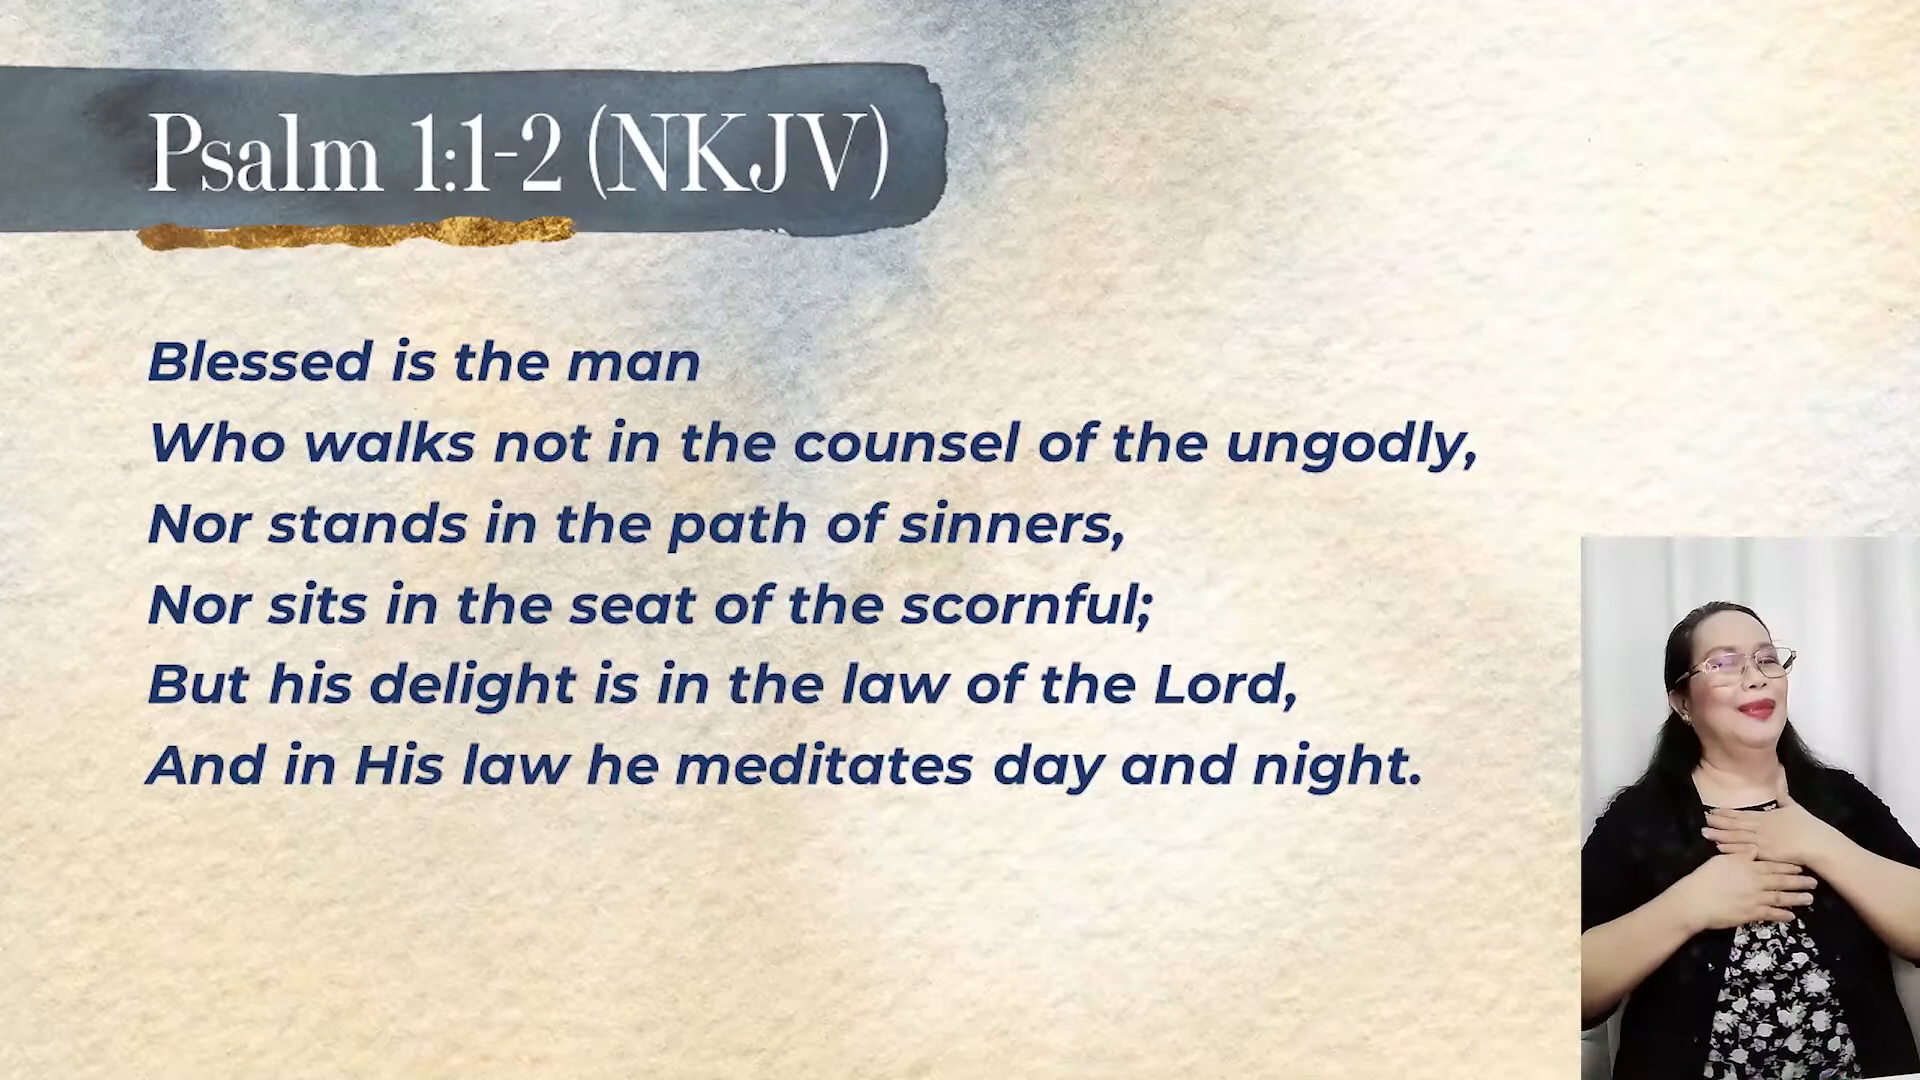 Psalm 1:1-2 (NKJV)
Blessed is the man
Who walks not in the counsel of the ungodly,
Nor stands in the path of sinners,
Nor sits in the seat of the scornful;
But his delight is in the law of the Lord,
And in His law he meditates day and night.